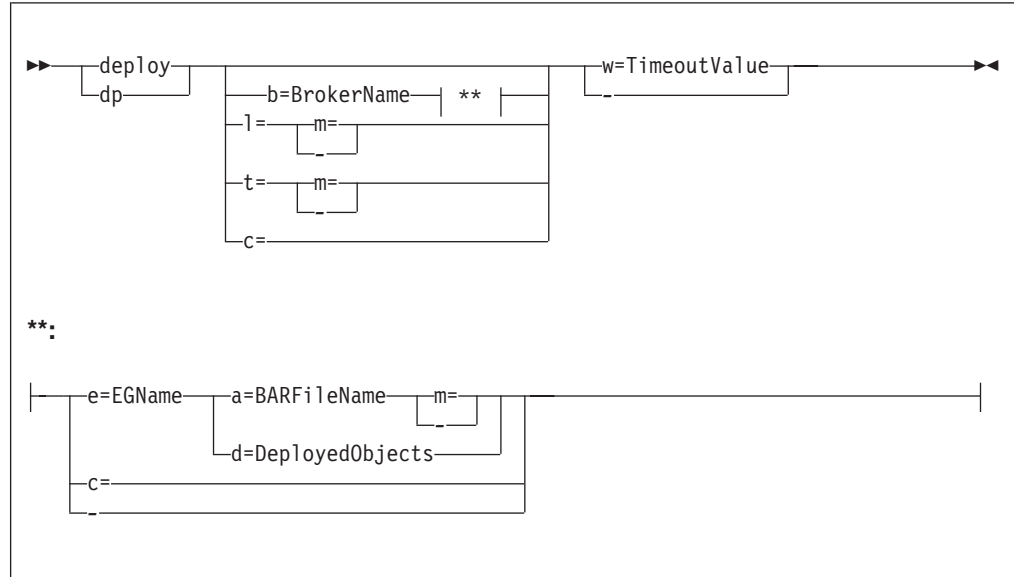 deploy w=TimeoutValue
dp b=BrokerName ** -
l= m=
-
t= m=
-
c=
**:
- e=EGName a=BARFileName m=
-
d=DeployedObjects
c=
-